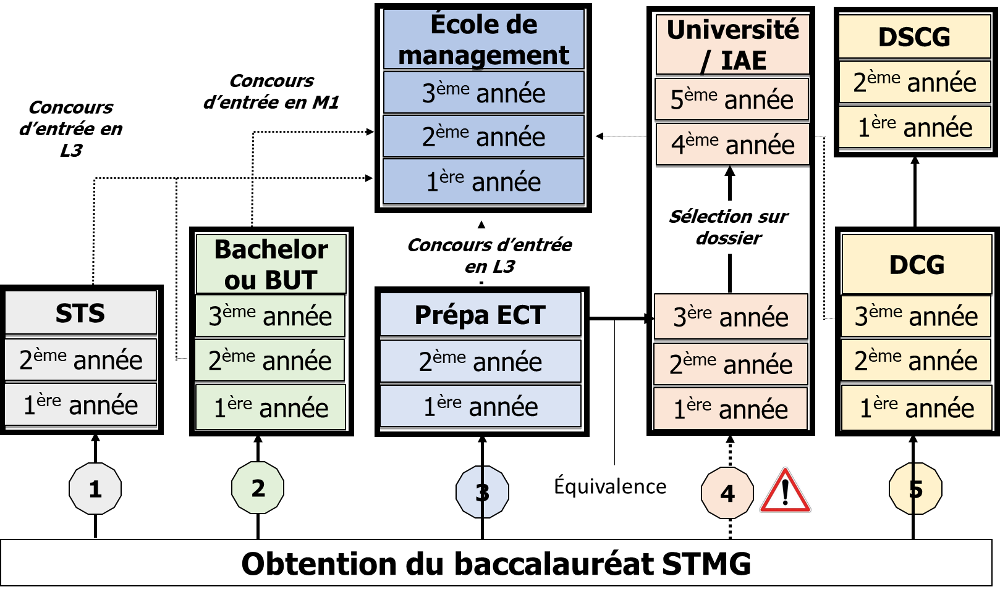 École de
management
3ème année
2ème année
1ère année
Université
/ IAE
5ème année
4ème année
Sélection sur
dossier
3ère année
2ème année
1ère année
DSCG
2ème année
1ère année
Concours
d’entrée en M1
Concours
d’entrée en
L3
Bachelor
ou BUT
3ème année
2ème année
1ère année
Concours d’entrée
en L3
DCG
3ème année
2ème année
1ère année
STS
2ème année
1ère année
Prépa ECT
2ème année
1ère année
1
2
3
Équivalence
4
5
Obtention du baccalauréat STMG